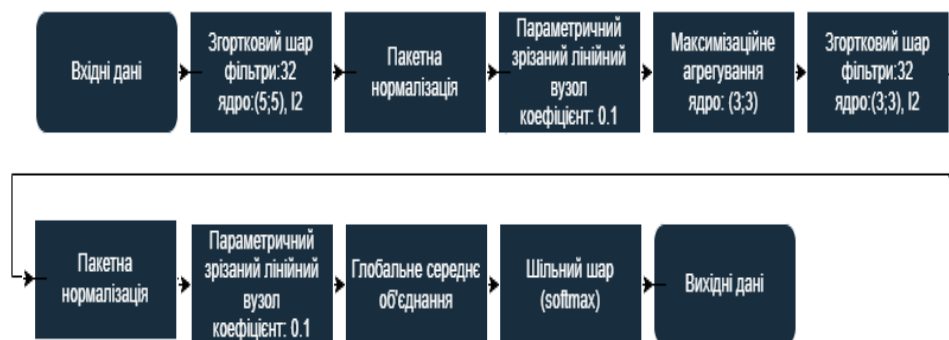 Вхідні дані
Згортковий шар
фільтри:32
ядро:(5;5), l2
Пакетна
нормалізація
Параметричний
зрізаний лінійний
вузол
коефіцієнт: 0.1
Максимізаційне
агрегування
ядро: (3;3)
Згортковий шар
фільтри:32
ядро:(3;3), l2
Пакетна
нормалізація
Параметричний
зрізаний лінійний
вузол
коефіцієнт: 0.1
Глобальне середнє
об'єднання
Шільний шар
(softmax)
Вихідні дані